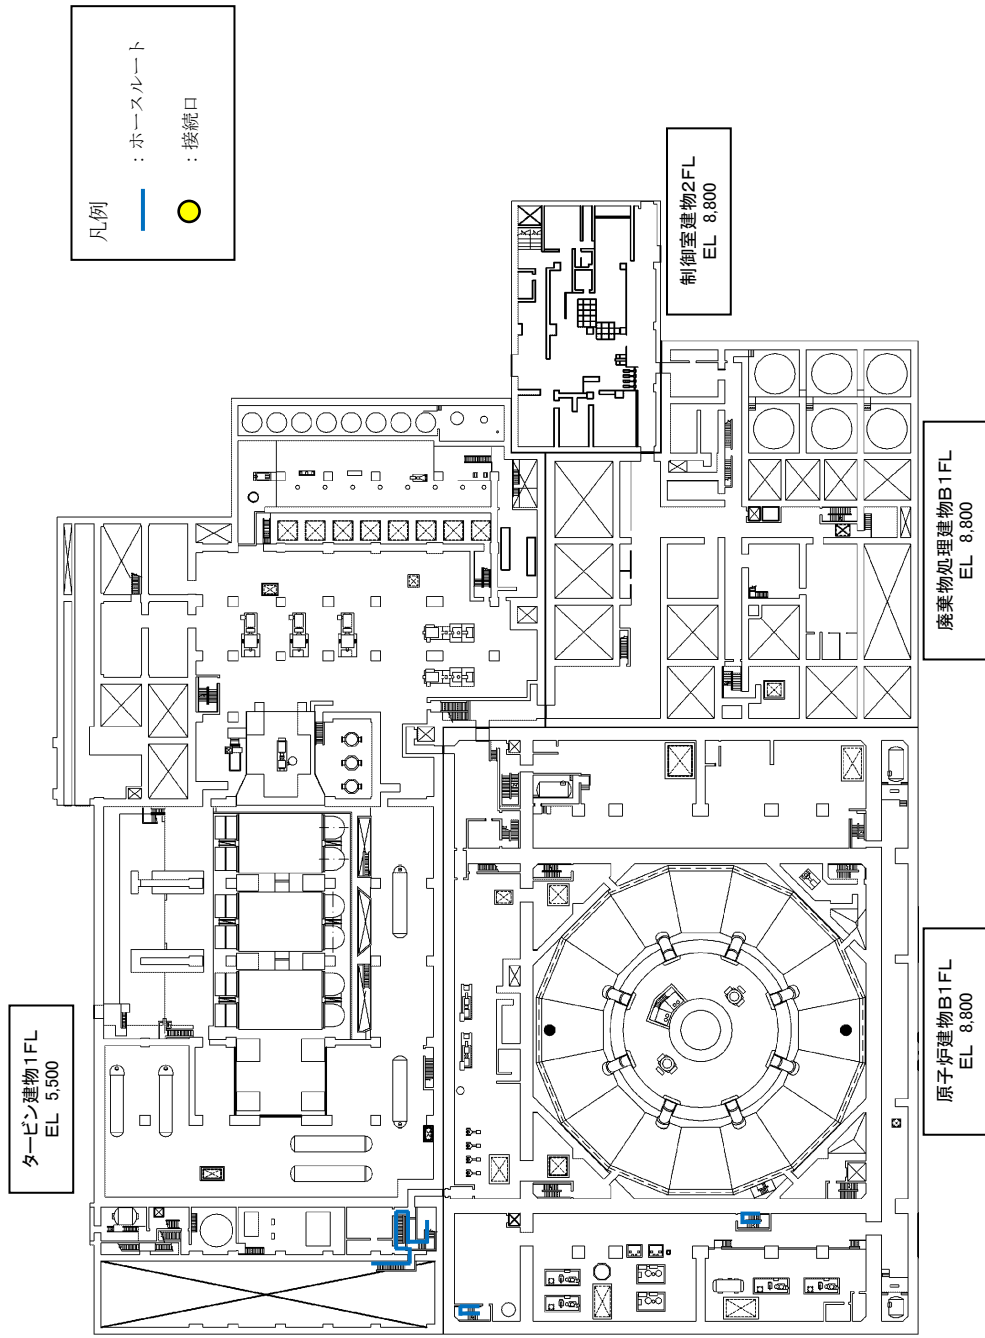 凡例
：ホースルート
：接続口
制御室建物2FL
EL 8,800
廃棄物処理建物B1FL
EL 8,800
原子炉建物B1FL
EL 8,800
タービン建物1FL
EL 5,500